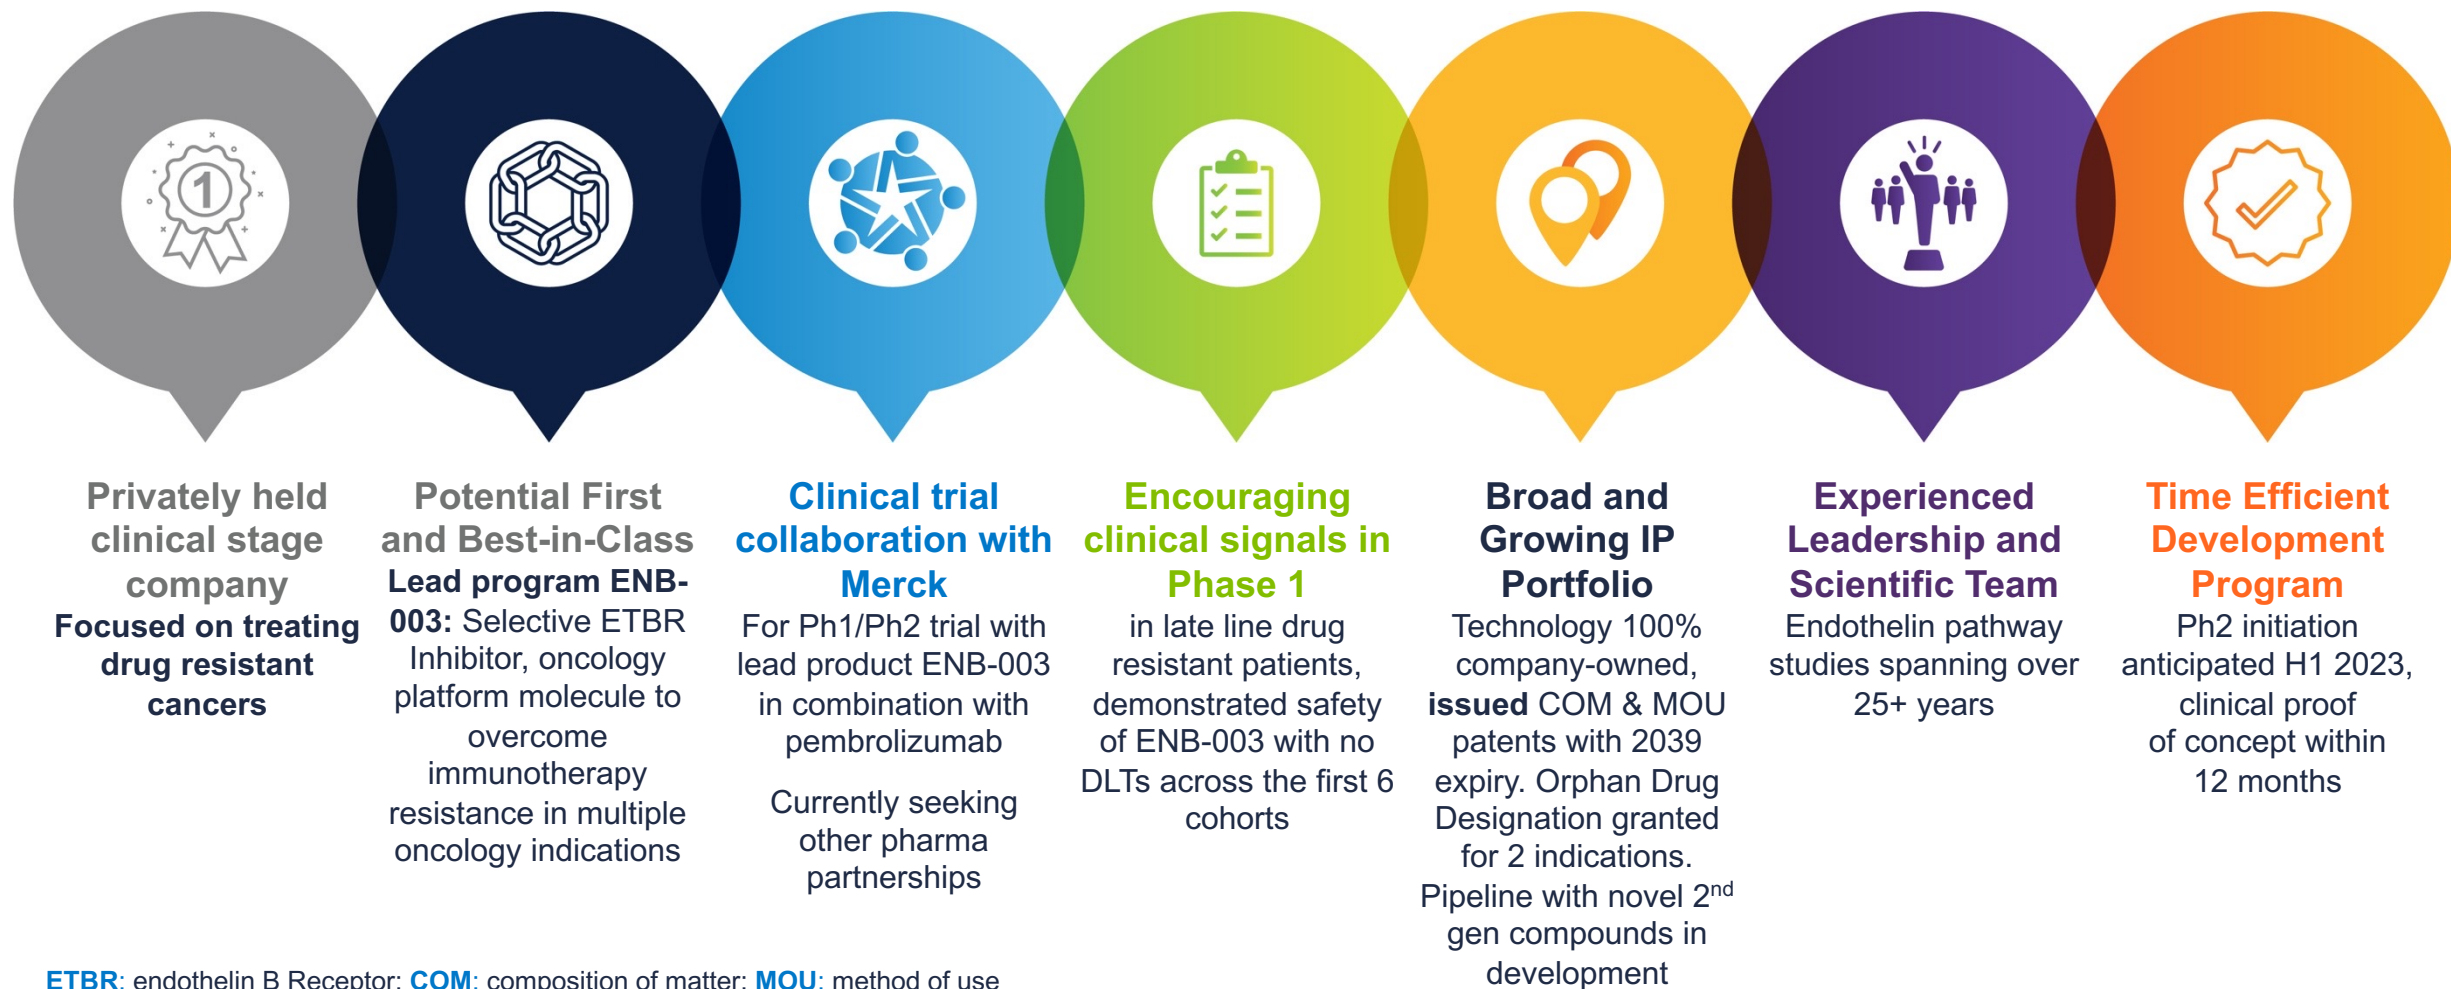 1
Privately held
clinical stage
company
Focused on treating
drug resistant
cancers
Potential First
and Best-in-Class
Lead program ENB-
003: Selective ETBR
Inhibitor, oncology
platform molecule to
overcome
immunotherapy
resistance in multiple
oncology indications
Clinical trial
collaboration with
Merck
For Ph1/Ph2 trial with
lead product ENB-003
in combination with
pembrolizumab
Currently seeking
other pharma
partnerships
Encouraging
clinical signals in
Phase 1
in late line drug
resistant patients,
demonstrated safety
of ENB-003 with no
DLTs across the first 6
cohorts
Broad and
Growing IP
Portfolio
Technology 100%
company-owned,
issued COM & MOU
patents with 2039
expiry. Orphan Drug
Designation granted
for 2 indications.
Pipeline with novel 2nd
gen compounds in
development
Experienced
Leadership and
Scientific Team
Endothelin pathway
studies spanning over
25+ years
Time Efficient
Development
Program
Ph2 initiation
anticipated H1 2023,
clinical proof
of concept within
12 months
ETBR: endothelin B Receptor; COM: composition of matter; MOU: method of use